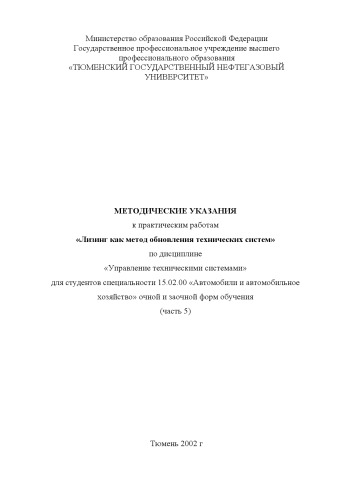 Министерство образования Российской Федерации
Государственное профессиональное учреждение высшего
профессионального образования
«ТЮМЕНСКИЙ ГОСУДАРСТВЕННЫЙ НЕФТЕГАЗОВЫЙ
УНИВЕРСИТЕТ»
МЕТОДИЧЕСКИЕ УКАЗАНИЯ
к практическим работам
«Лизинг как метод обновления технических систем»
по дисциплине
«Управление техническими системами»
для студентов специальности 15.02.00 «Автомобили и автомобильное
хозяйство» очной и заочной форм обучения
(часть 5)
Тюмень 2002 г